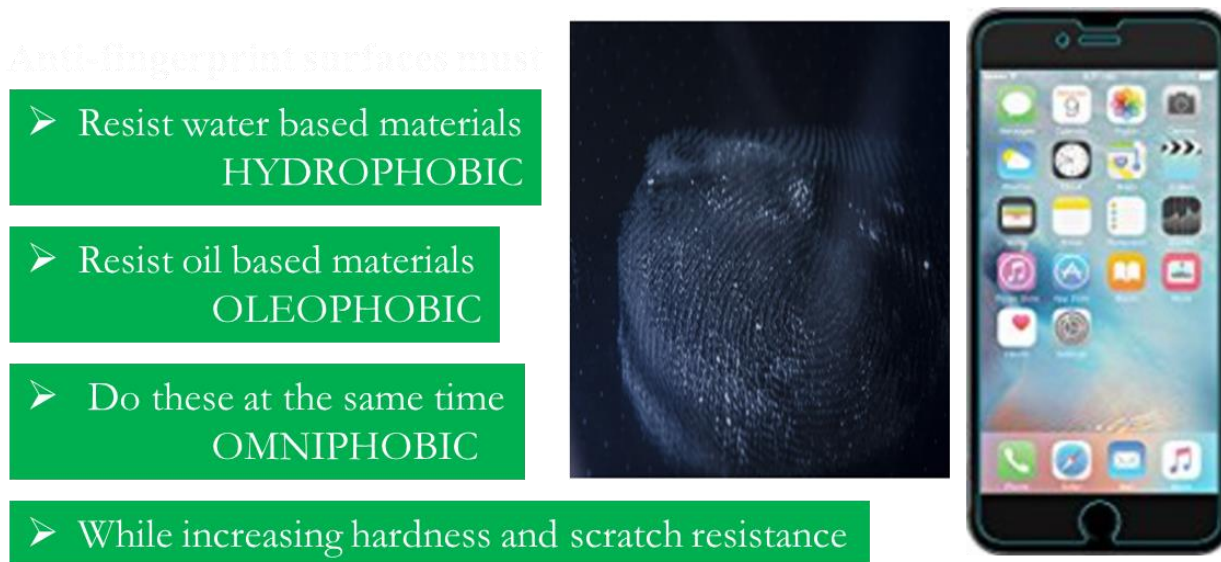 Anti-fingerprint surfaces must
➢ Resist water based materials
HYDROPHOBIC
➢ Resist oil based materials
OLEOPHOBIC
➢ Do these at the same time
OMNIPHOBIC
➢ While increasing hardness and scratch resistance
9